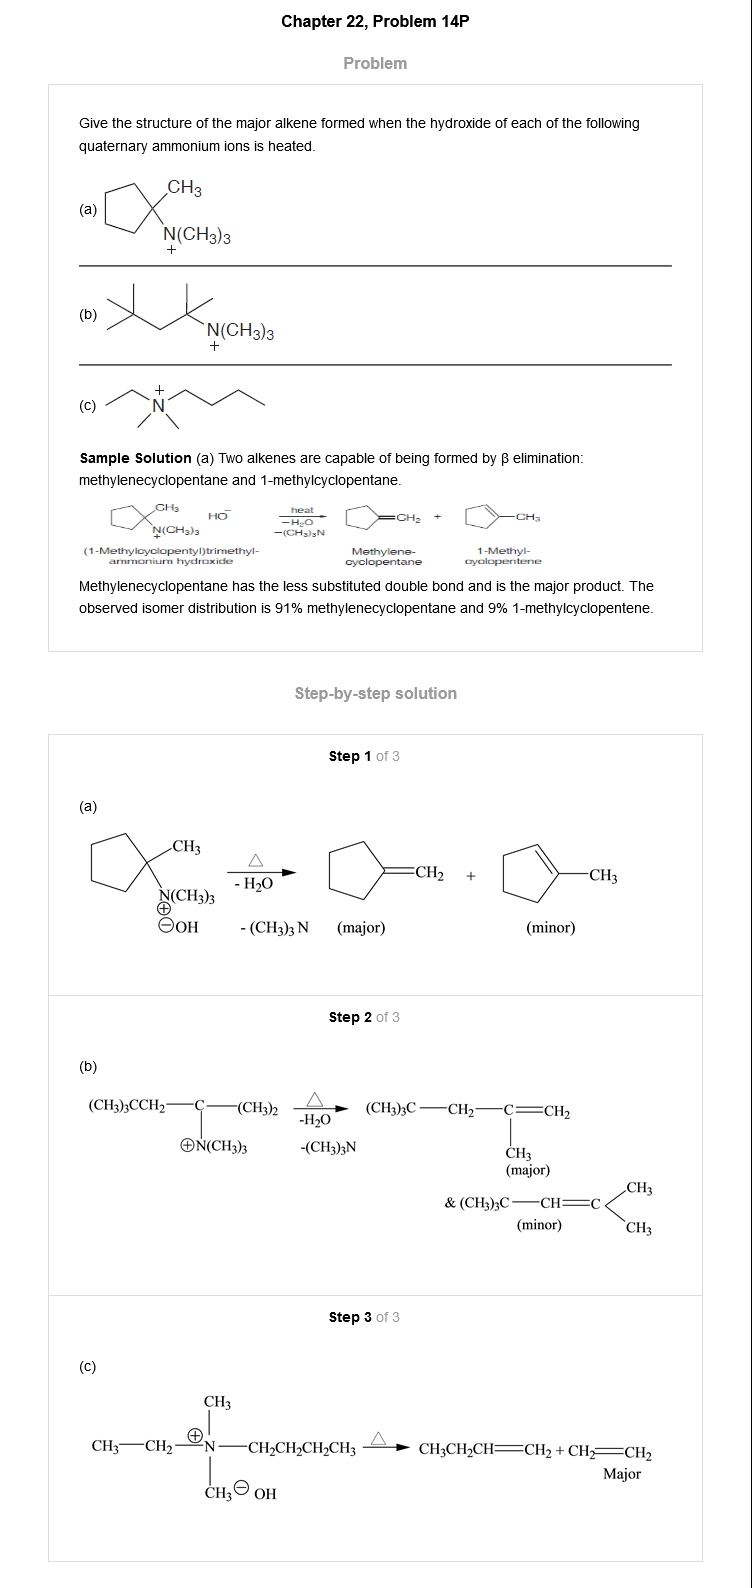 Chapter 22, Problem 14P
Problem
Give the structure of the major alkene formed when the hydroxide of each of the following
quaternary ammonium ions is heated.
CH3
(a)
N(CH3)3
+
(b)
N(CH3)3
+
+
(c)
N
Sample Solution (a) Two alkenes are capable of being formed by β elimination:
methylenecyclopentane and 1-methylcyclopentane.
CH3 HO− heat
−H2O =CH2 + CH3
N(CH3)3 −(CH3)3N
+
(1-Methylcyclopentyl)trimethyl- Methylene- 1-Methyl-
ammonium hydroxide cyclopentane cyclopentene
Methylenecyclopentane has the less substituted double bond and is the major product. The
observed isomer distribution is 91% methylenecyclopentane and 9% 1-methylcyclopentene.
Step-by-step solution
Step 1 of 3
(a)
CH3 △
=CH2 + CH3
N(CH3)3 - H2O
⊕
⊖OH - (CH3)3 N (major) (minor)
Step 2 of 3
(b)
(CH3)3CCH2—C—(CH3)2 △ (CH3)3C—CH2—C=CH2
-H2O
⊕N(CH3)3 -(CH3)3N CH3
(major)
CH3
& (CH3)3C—CH=C
(minor) CH3
Step 3 of 3
(c)
CH3
⊕ △
CH3—CH2—N—CH2CH2CH2CH3 CH3CH2CH=CH2 + CH2=CH2
Major
CH3 ⊖ OH